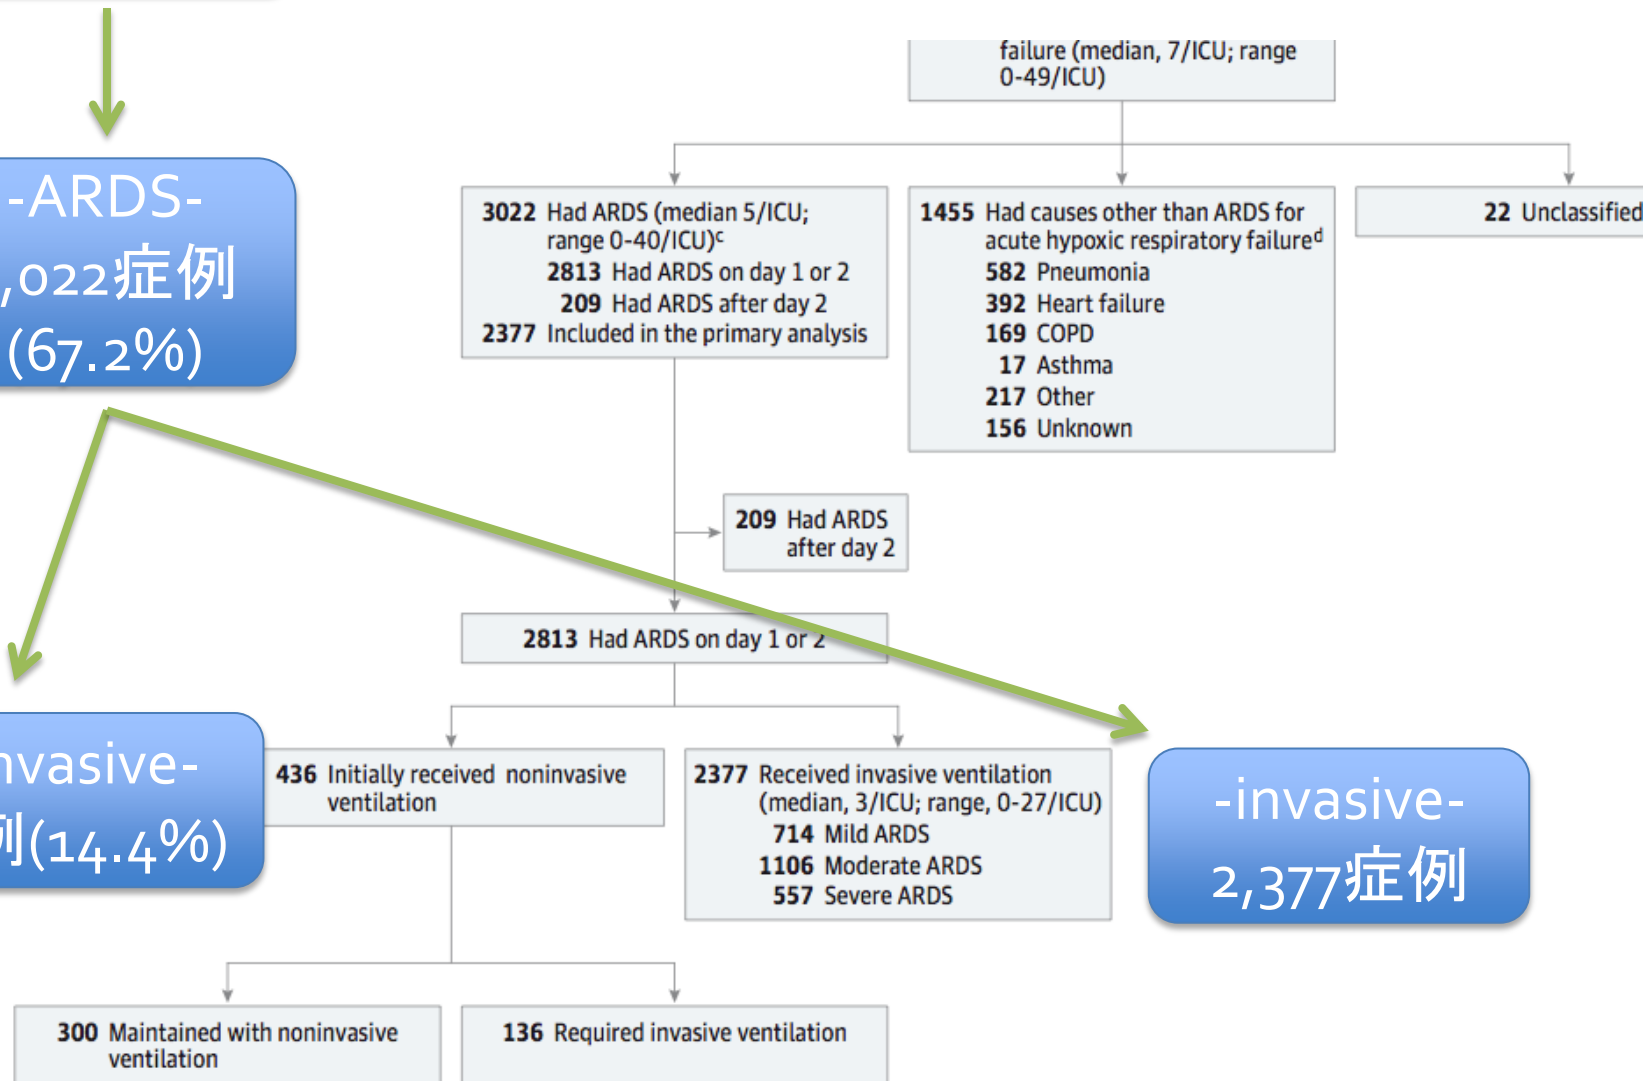 failure (median, 7/ICU; range
0-49/ICU)
-ARDS-
,022症例
(67.2%)
3022 Had ARDS (median 5/ICU;
range 0-40/ICU)c
2813 Had ARDS on day 1 or 2
209 Had ARDS after day 2
2377 Included in the primary analysis
1455 Had causes other than ARDS for
acute hypoxic respiratory failured
582 Pneumonia
392 Heart failure
169 COPD
17 Asthma
217 Other
156 Unknown
22 Unclassified
209 Had ARDS
after day 2
2813 Had ARDS on day 1 or 2
nvasive-
例(14.4%)
436 Initially received noninvasive
ventilation
2377 Received invasive ventilation
(median, 3/ICU; range, 0-27/ICU)
714 Mild ARDS
1106 Moderate ARDS
557 Severe ARDS
-invasive-
2,377症例
300 Maintained with noninvasive
ventilation
136 Required invasive ventilation